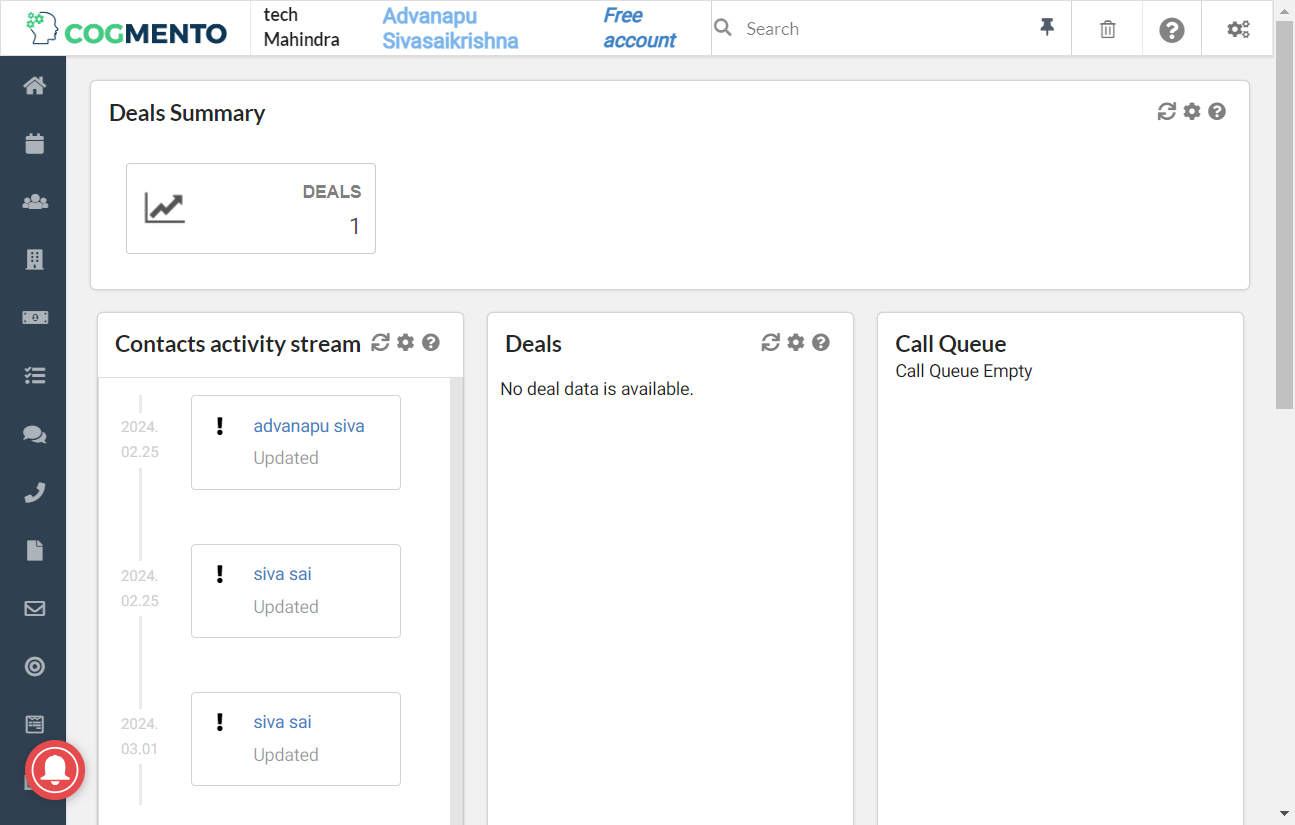 COGMENTO
tech
Mahindra
Advanapu
Sivasaikrishna
Free
account
Search
Deals Summary
DEALS
1
Contacts activity stream
2024.
02.25
advanapu siva
Updated
2024.
02.25
siva sai
Updated
2024.
03.01
siva sai
Updated
Deals
No deal data is available.
Call Queue
Call Queue Empty